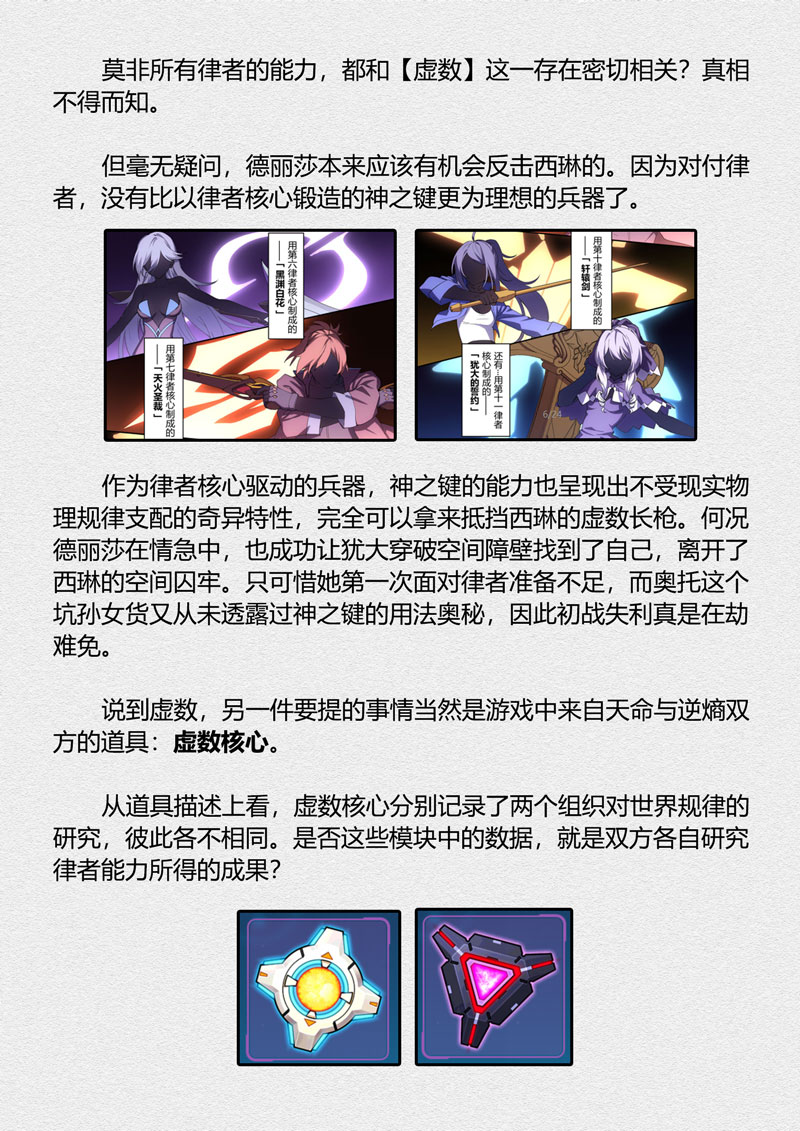 莫非所有律者的能力，都和【虚数】这一存在密切相关？真相
不得而知。
但毫无疑问，德丽莎本来应该有机会反击西琳的。因为对付律
者，没有比以律者核心锻造的神之键更为理想的兵器了。
用第六律者核心制成的
——「黑渊白花」
用第七律者核心制成的
——「天火圣裁」
用第十律者核心制成的
——「轩辕剑」
还有…用第十一律者
核心制成的——
「犹大的誓约」
6/24
作为律者核心驱动的兵器，神之键的能力也呈现出不受现实物
理规律支配的奇异特性，完全可以拿来抵挡西琳的虚数长枪。何况
德丽莎在情急中，也成功让犹大穿破空间障壁找到了自己，离开了
西琳的空间囚牢。只可惜她第一次面对律者准备不足，而奥托这个
坑孙女货又从未透露过神之键的用法奥秘，因此初战失利真是在劫
难免。
说到虚数，另一件要提的事情当然是游戏中来自天命与逆熵双
方的道具：虚数核心。
从道具描述上看，虚数核心分别记录了两个组织对世界规律的
研究，彼此各不相同。是否这些模块中的数据，就是双方各自研究
律者能力所得的成果？